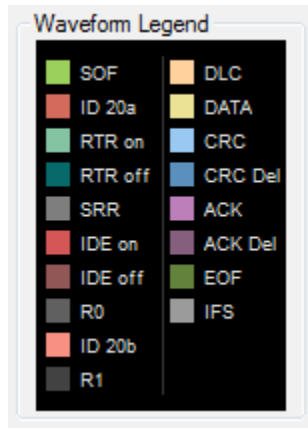 Waveform Legend
SOF
ID 20a
RTR on
RTR off
SRR
IDE on
IDE off
R0
ID 20b
R1
DLC
DATA
CRC
CRC Del
ACK
ACK Del
EOF
IFS